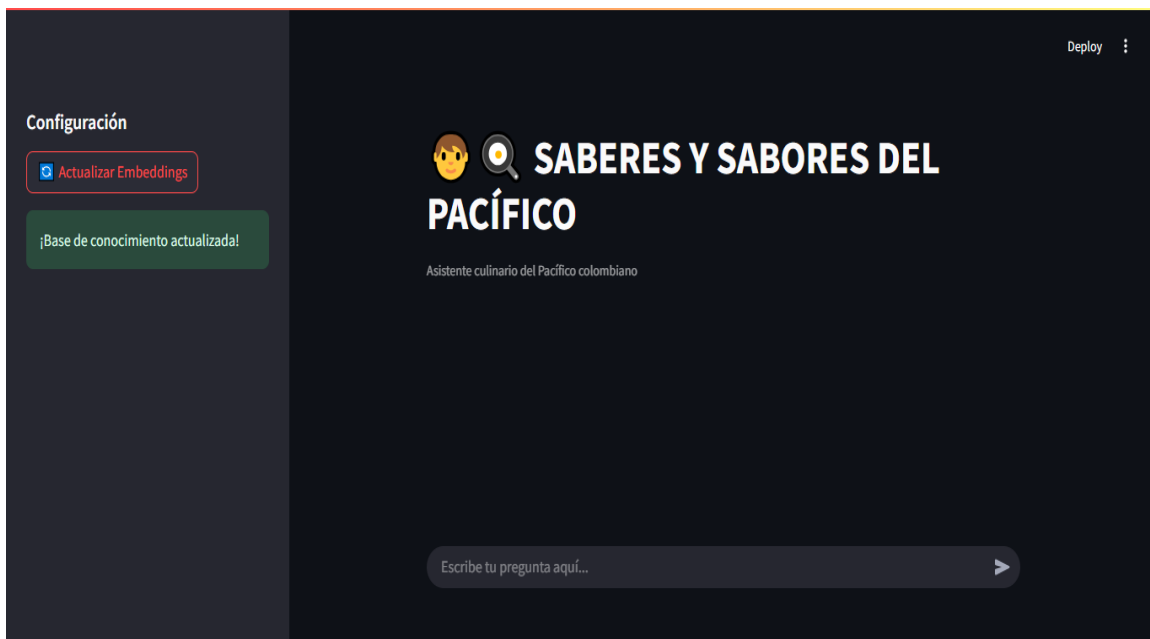 Deploy
Configuración
Actualizar Embeddings
¡Base de conocimiento actualizada!
SABERES Y SABORES DEL
PACÍFICO
Asistente culinario del Pacífico colombiano
Escribe tu pregunta aquí...